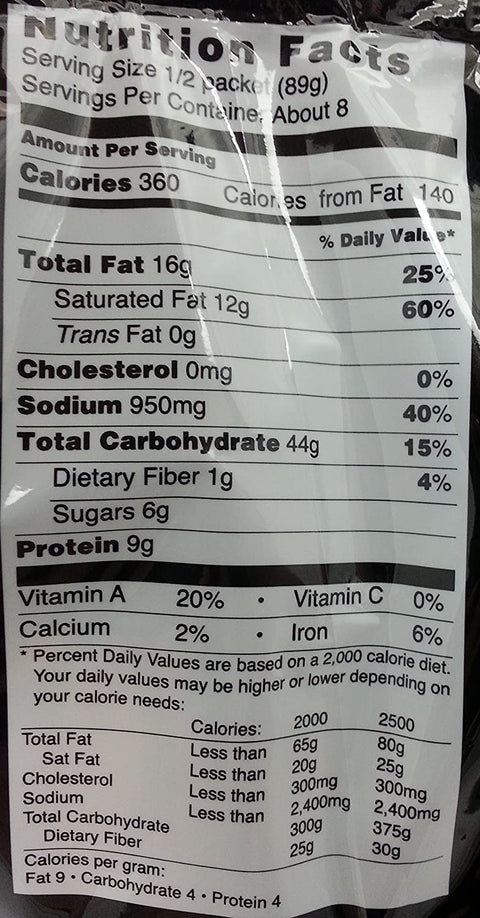 Nutrition Facts
Serving Size 1/2 packet (89g)
Servings Per Container About 8
Amount Per Serving
Calories 360 Calories from Fat 140
% Daily Value*
Total Fat 16g 25%
Saturated Fat 12g 60%
Trans Fat 0g
Cholesterol 0mg 0%
Sodium 950mg 40%
Total Carbohydrate 44g 15%
Dietary Fiber 1g 4%
Sugars 6g
Protein 9g
Vitamin A 20% • Vitamin C 0%
Calcium 2% • Iron 6%
* Percent Daily Values are based on a 2,000 calorie diet.
Your daily values may be higher or lower depending on
your calorie needs:
Calories: 2000 2500
Total Fat Less than 65g 80g
Sat Fat Less than 20g 25g
Cholesterol Less than 300mg 300mg
Sodium Less than 2,400mg 2,400mg
Total Carbohydrate 300g 375g
Dietary Fiber 25g 30g
Calories per gram:
Fat 9 • Carbohydrate 4 • Protein 4